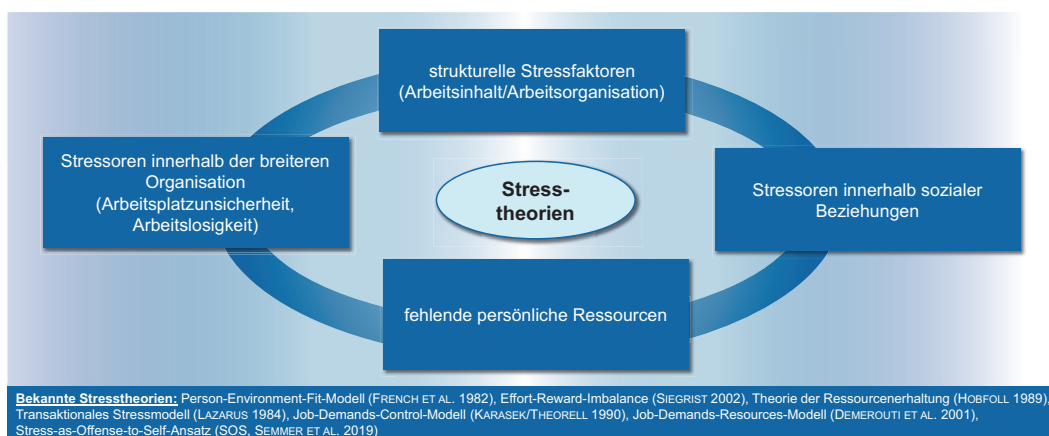 strukturelle Stressfaktoren
(Arbeitsinhalt/Arbeitsorganisation)
Stressoren innerhalb der breiteren
Organisation
(Arbeitsplatzunsicherheit,
Arbeitslosigkeit)
Stress-
theorien
Stressoren innerhalb sozialer
Beziehungen
fehlende persönliche Ressourcen
Bekannte Stresstheorien: Person-Environment-Fit-Modell (FRENCH ET AL. 1982), Effort-Reward-Imbalance (SIEGRIST 2002), Theorie der Ressourcenerhaltung (HOBFOLL 1989),
Transaktionales Stressmodell (LAZARUS 1984), Job-Demands-Control-Modell (KARASEK/THEORELL 1990), Job-Demands-Resources-Modell (DEMEROUTI ET AL. 2001),
Stress-as-Offense-to-Self-Ansatz (SOS, SEMMER ET AL. 2019)